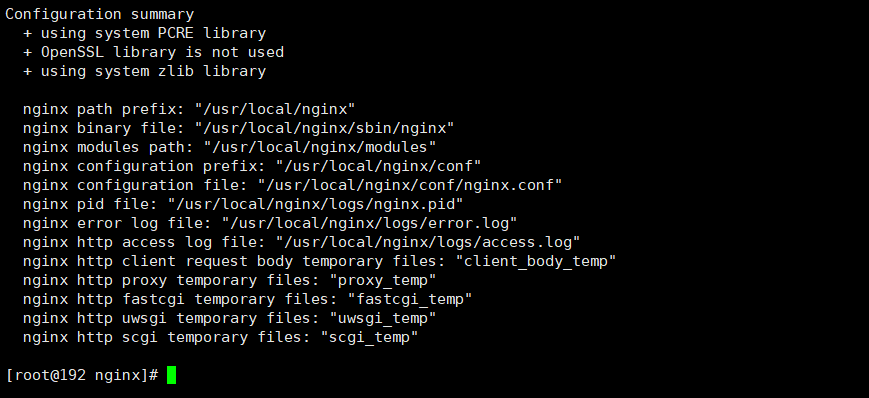 Configuration summary
  + using system PCRE library
  + OpenSSL library is not used
  + using system zlib library

  nginx path prefix: "/usr/local/nginx"
  nginx binary file: "/usr/local/nginx/sbin/nginx"
  nginx modules path: "/usr/local/nginx/modules"
  nginx configuration prefix: "/usr/local/nginx/conf"
  nginx configuration file: "/usr/local/nginx/conf/nginx.conf"
  nginx pid file: "/usr/local/nginx/logs/nginx.pid"
  nginx error log file: "/usr/local/nginx/logs/error.log"
  nginx http access log file: "/usr/local/nginx/logs/access.log"
  nginx http client request body temporary files: "client_body_temp"
  nginx http proxy temporary files: "proxy_temp"
  nginx http fastcgi temporary files: "fastcgi_temp"
  nginx http uwsgi temporary files: "uwsgi_temp"
  nginx http scgi temporary files: "scgi_temp"

[root@192 nginx]#